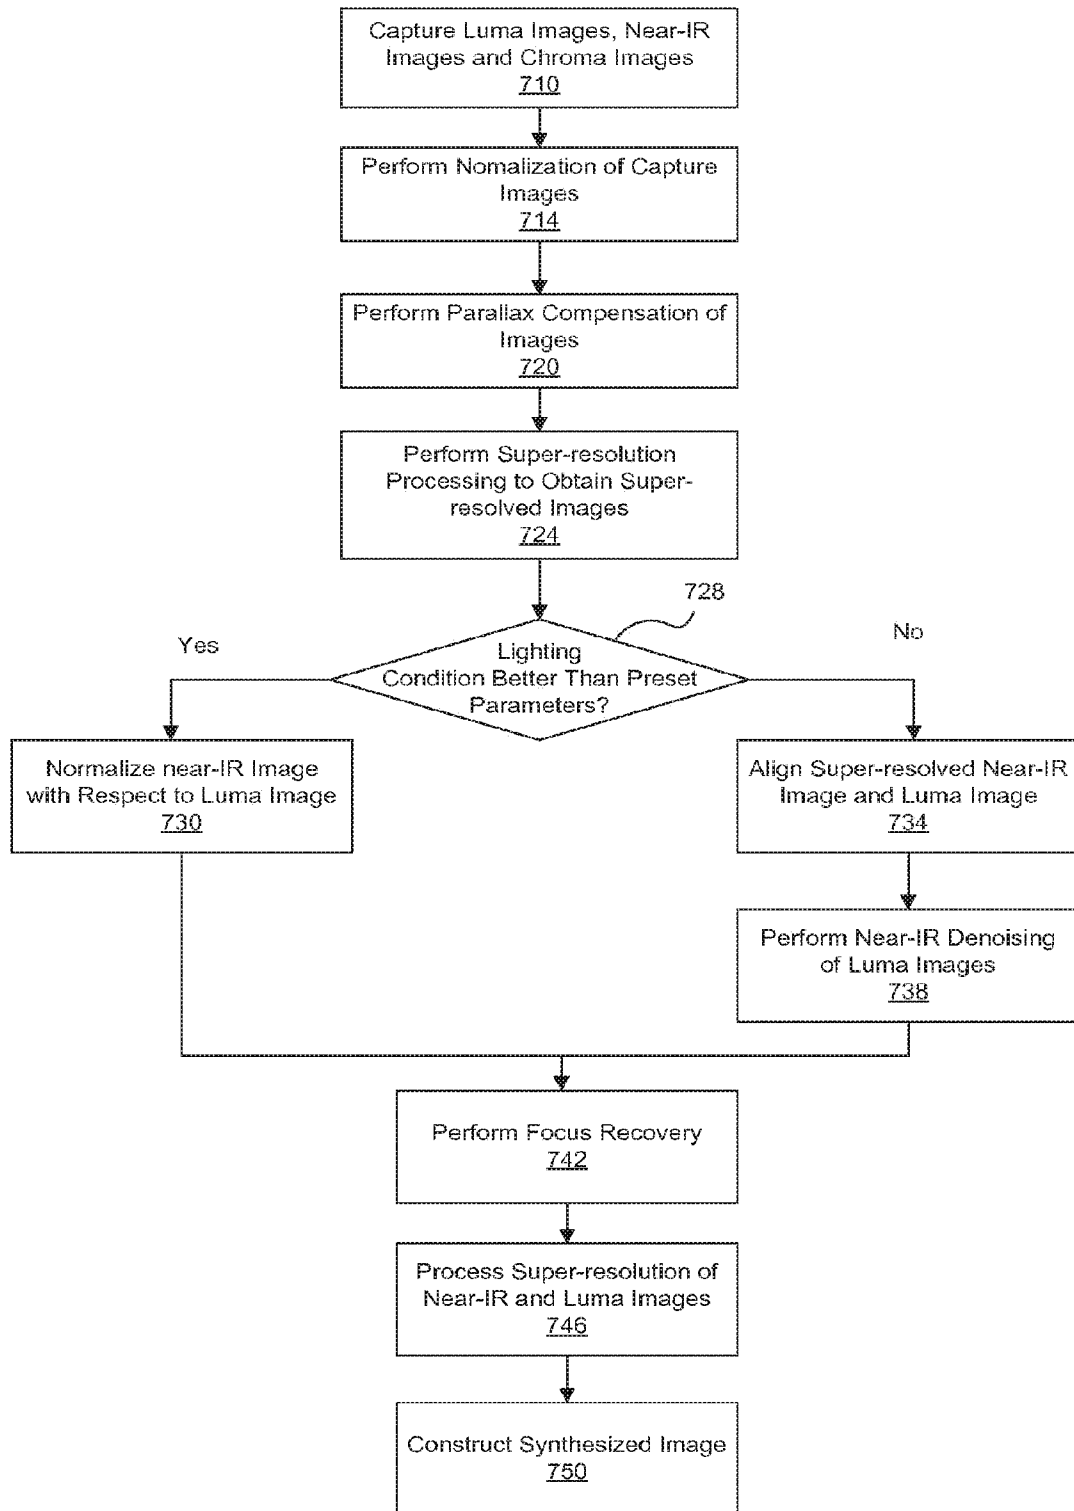 Capture Luma Images, Near-IR
Images and Chroma Images
710
Perform Nomalization of Capture
Images
714
Perform Parallax Compensation of
Images
720
Perform Super-resolution
Processing to Obtain Super-
resolved Images
724
728
Yes
No
Lighting
Condition Better Than Preset
Parameters?
Normalize near-IR Image
with Respect to Luma Image
730
Align Super-resolved Near-IR
Image and Luma Image
734
Perform Near-IR Denoising
of Luma Images
738
Perform Focus Recovery
742
Process Super-resolution of
Near-IR and Luma Images
746
Construct Synthesized Image
750